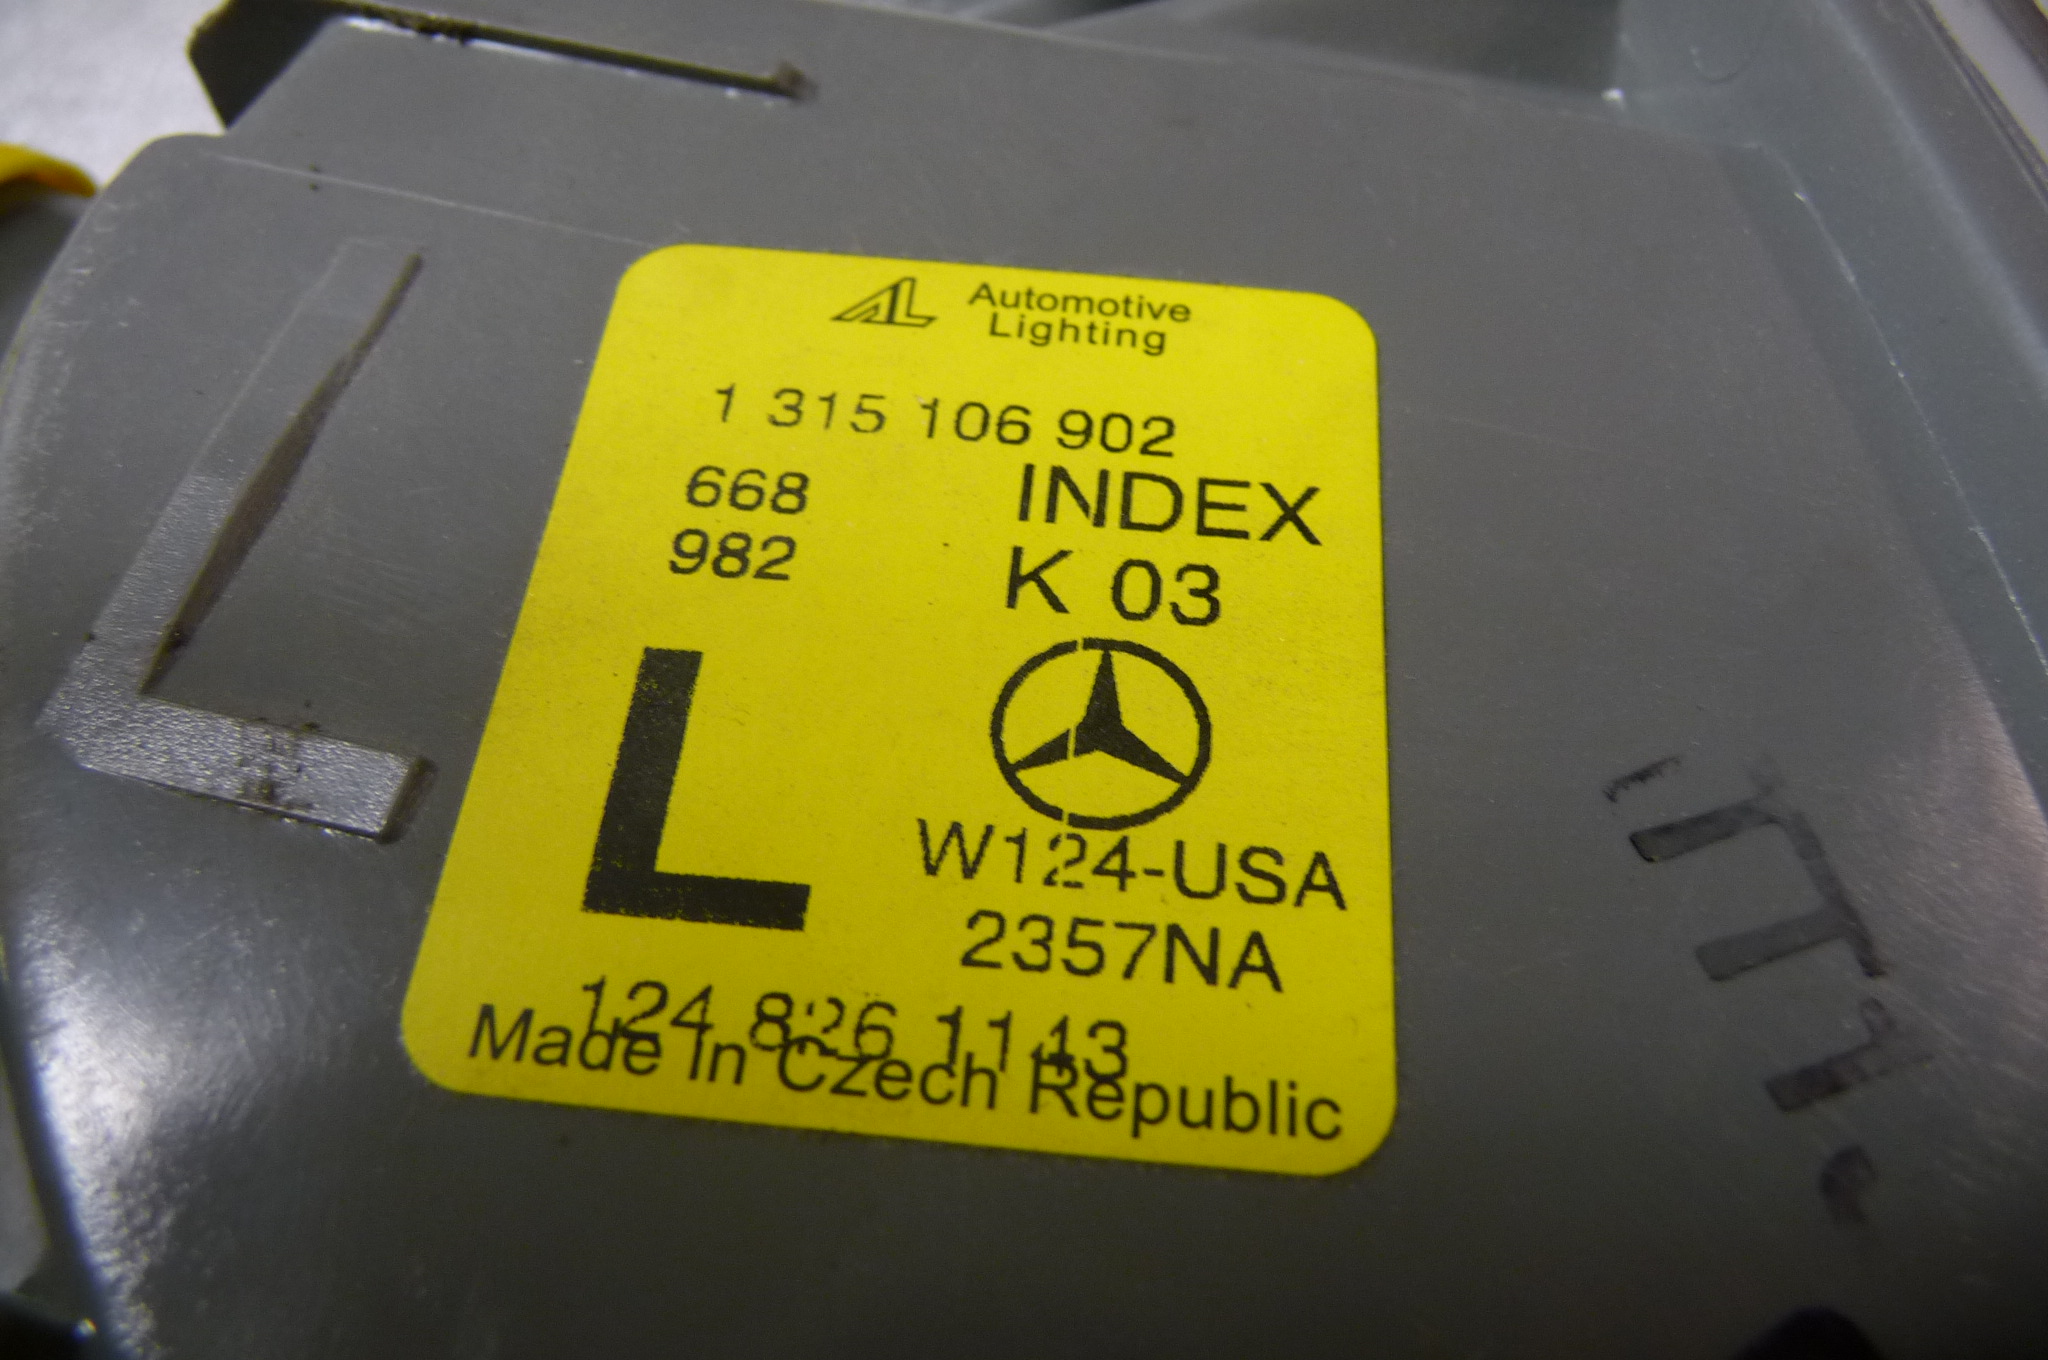 AL Automotive
Lighting
1 315 106 902
668 INDEX
982 K 03
L
W124-USA
2357NA
124 826 1143
Made in Czech Republic